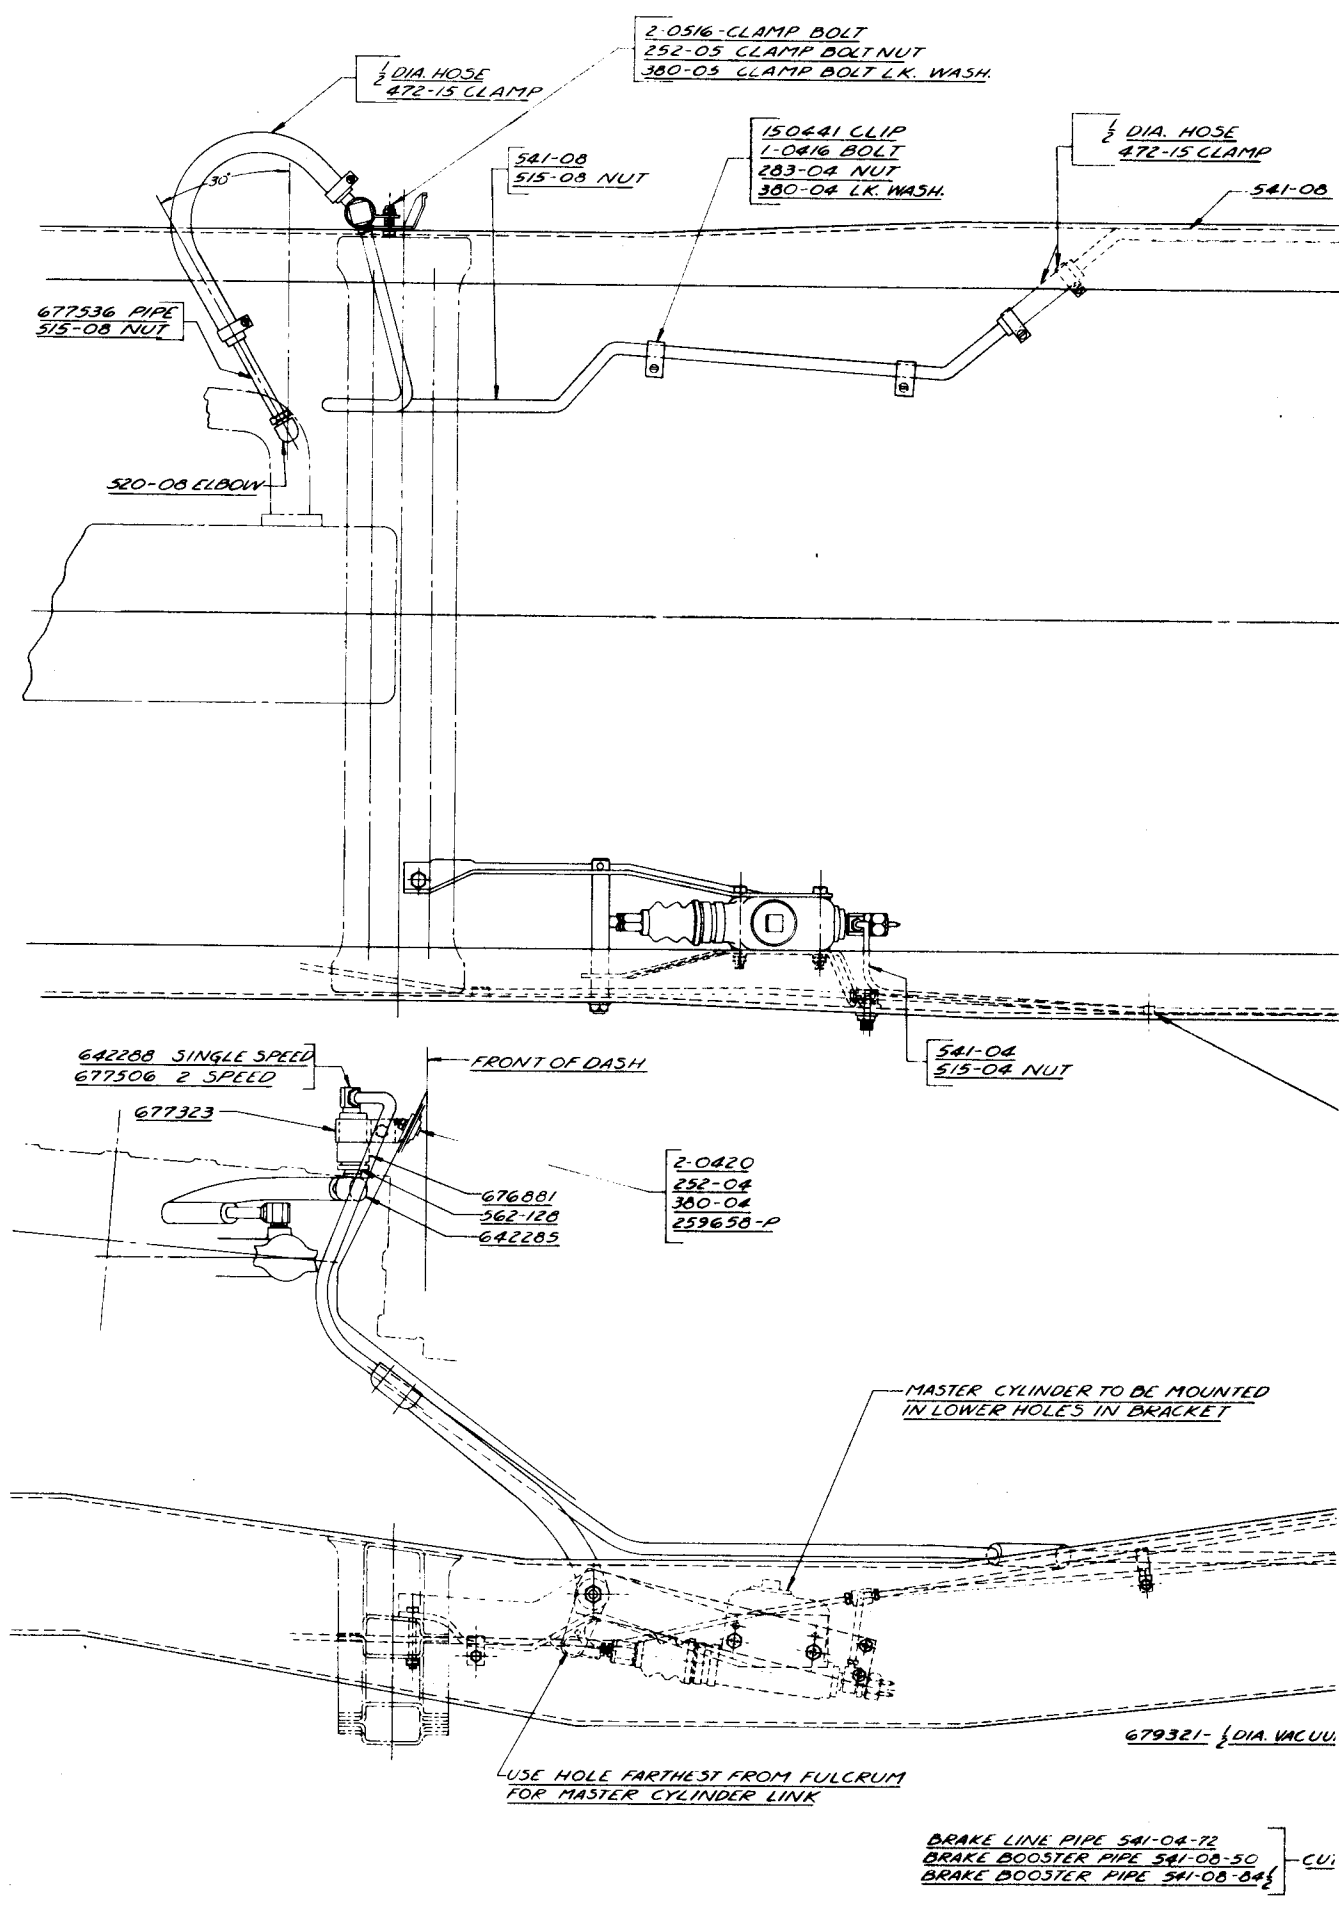 2-0516-CLAMP BOLT
252-05 CLAMP BOLT NUT
380-05 CLAMP BOLT LK. WASH.
1/2 DIA. HOSE
472-15 CLAMP
541-08
515-08 NUT
150441 CLIP
1-0416 BOLT
283-04 NUT
380-04 LK. WASH.
1/2 DIA. HOSE
472-15 CLAMP
541-08
30°
677536 PIPE
515-08 NUT
520-08 ELBOW
541-04
515-04 NUT
642288 SINGLE SPEED
677506 2 SPEED
FRONT OF DASH
677323
2-0420
252-04
380-04
259658-P
676881
562-128
642285
MASTER CYLINDER TO BE MOUNTED
IN LOWER HOLES IN BRACKET
679321-1/2 DIA. VACUU
USE HOLE FARTHEST FROM FULCRUM
FOR MASTER CYLINDER LINK
BRAKE LINE PIPE 541-04-72
BRAKE BOOSTER PIPE 541-08-50
BRAKE BOOSTER PIPE 541-08-84 1/2